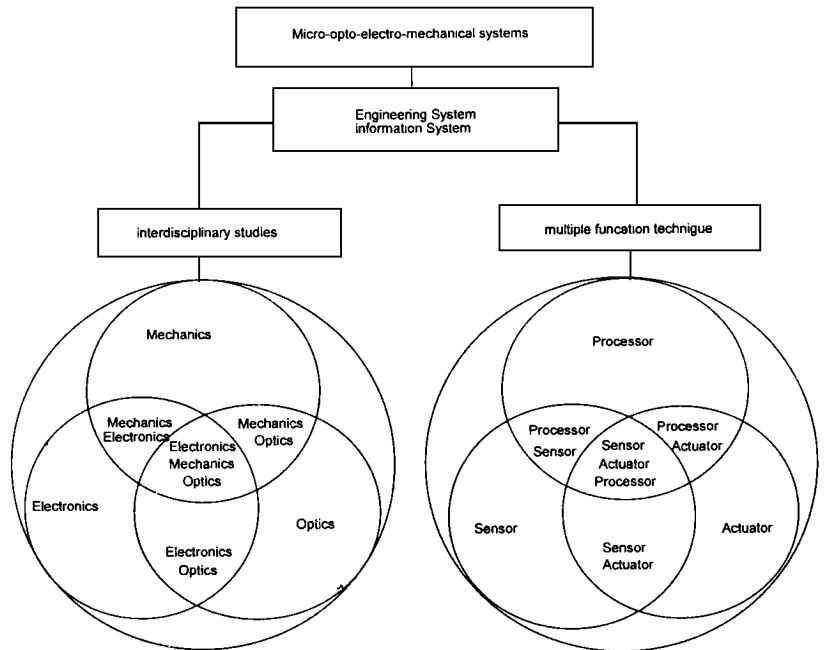 Micro-opto-electro-mechanical systems
Engineering System
information System
interdisciplinary studies
multiple funcation technigue
Mechanics
Mechanics
Electronics
Mechanics
Optics
Electronics
Mechanics
Optics
Electronics
Optics
Electronics
Optics
Processor
Processor
Sensor
Processor
Actuator
Sensor
Actuator
Processor
Sensor
Actuator
Sensor
Actuator